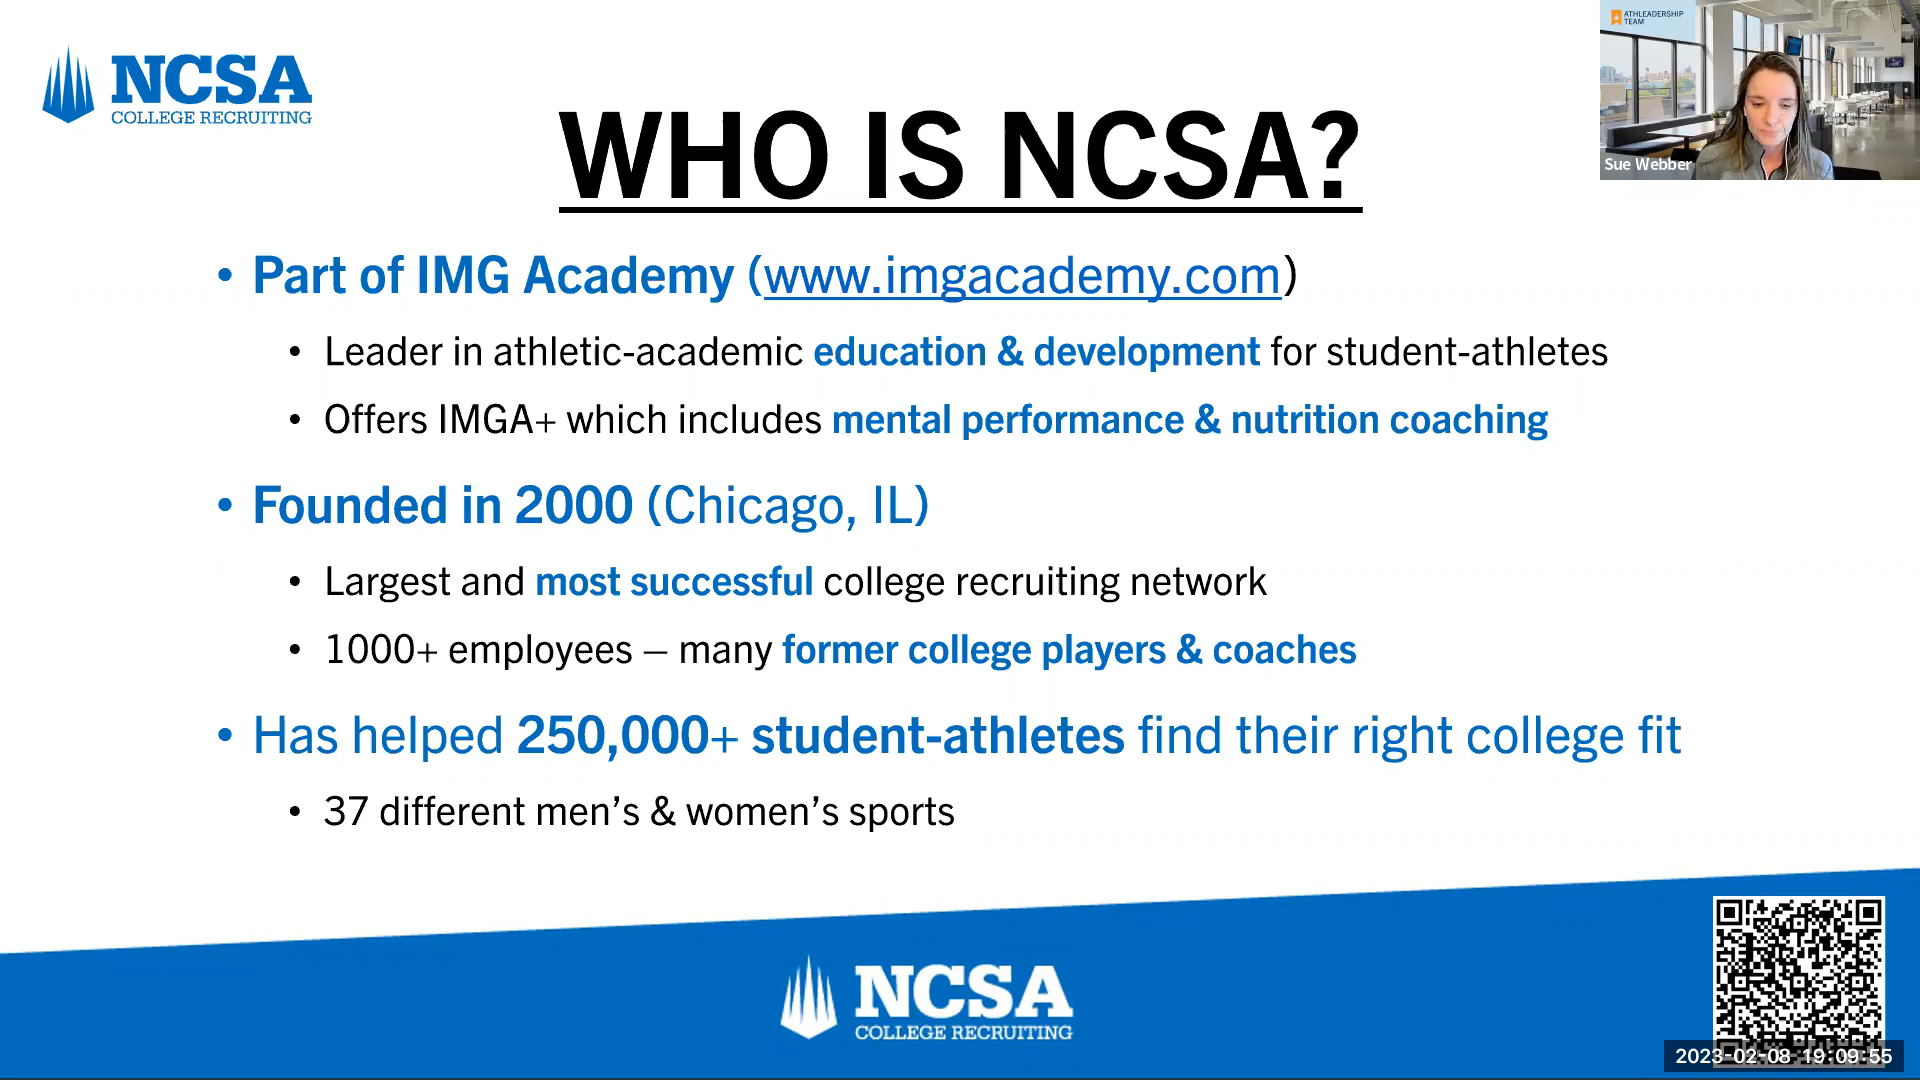 NCSA
COLLEGE RECRUITING
ATHLEADERSHIP
TEAM
Sue Webber
WHO IS NCSA?
• Part of IMG Academy (www.imgacademy.com)
• Leader in athletic-academic education & development for student-athletes
• Offers IMGA+ which includes mental performance & nutrition coaching
• Founded in 2000 (Chicago, IL)
• Largest and most successful college recruiting network
• 1000+ employees – many former college players & coaches
• Has helped 250,000+ student-athletes find their right college fit
• 37 different men’s & women’s sports
NCSA
COLLEGE RECRUITING
2023-02-08 19:09:55